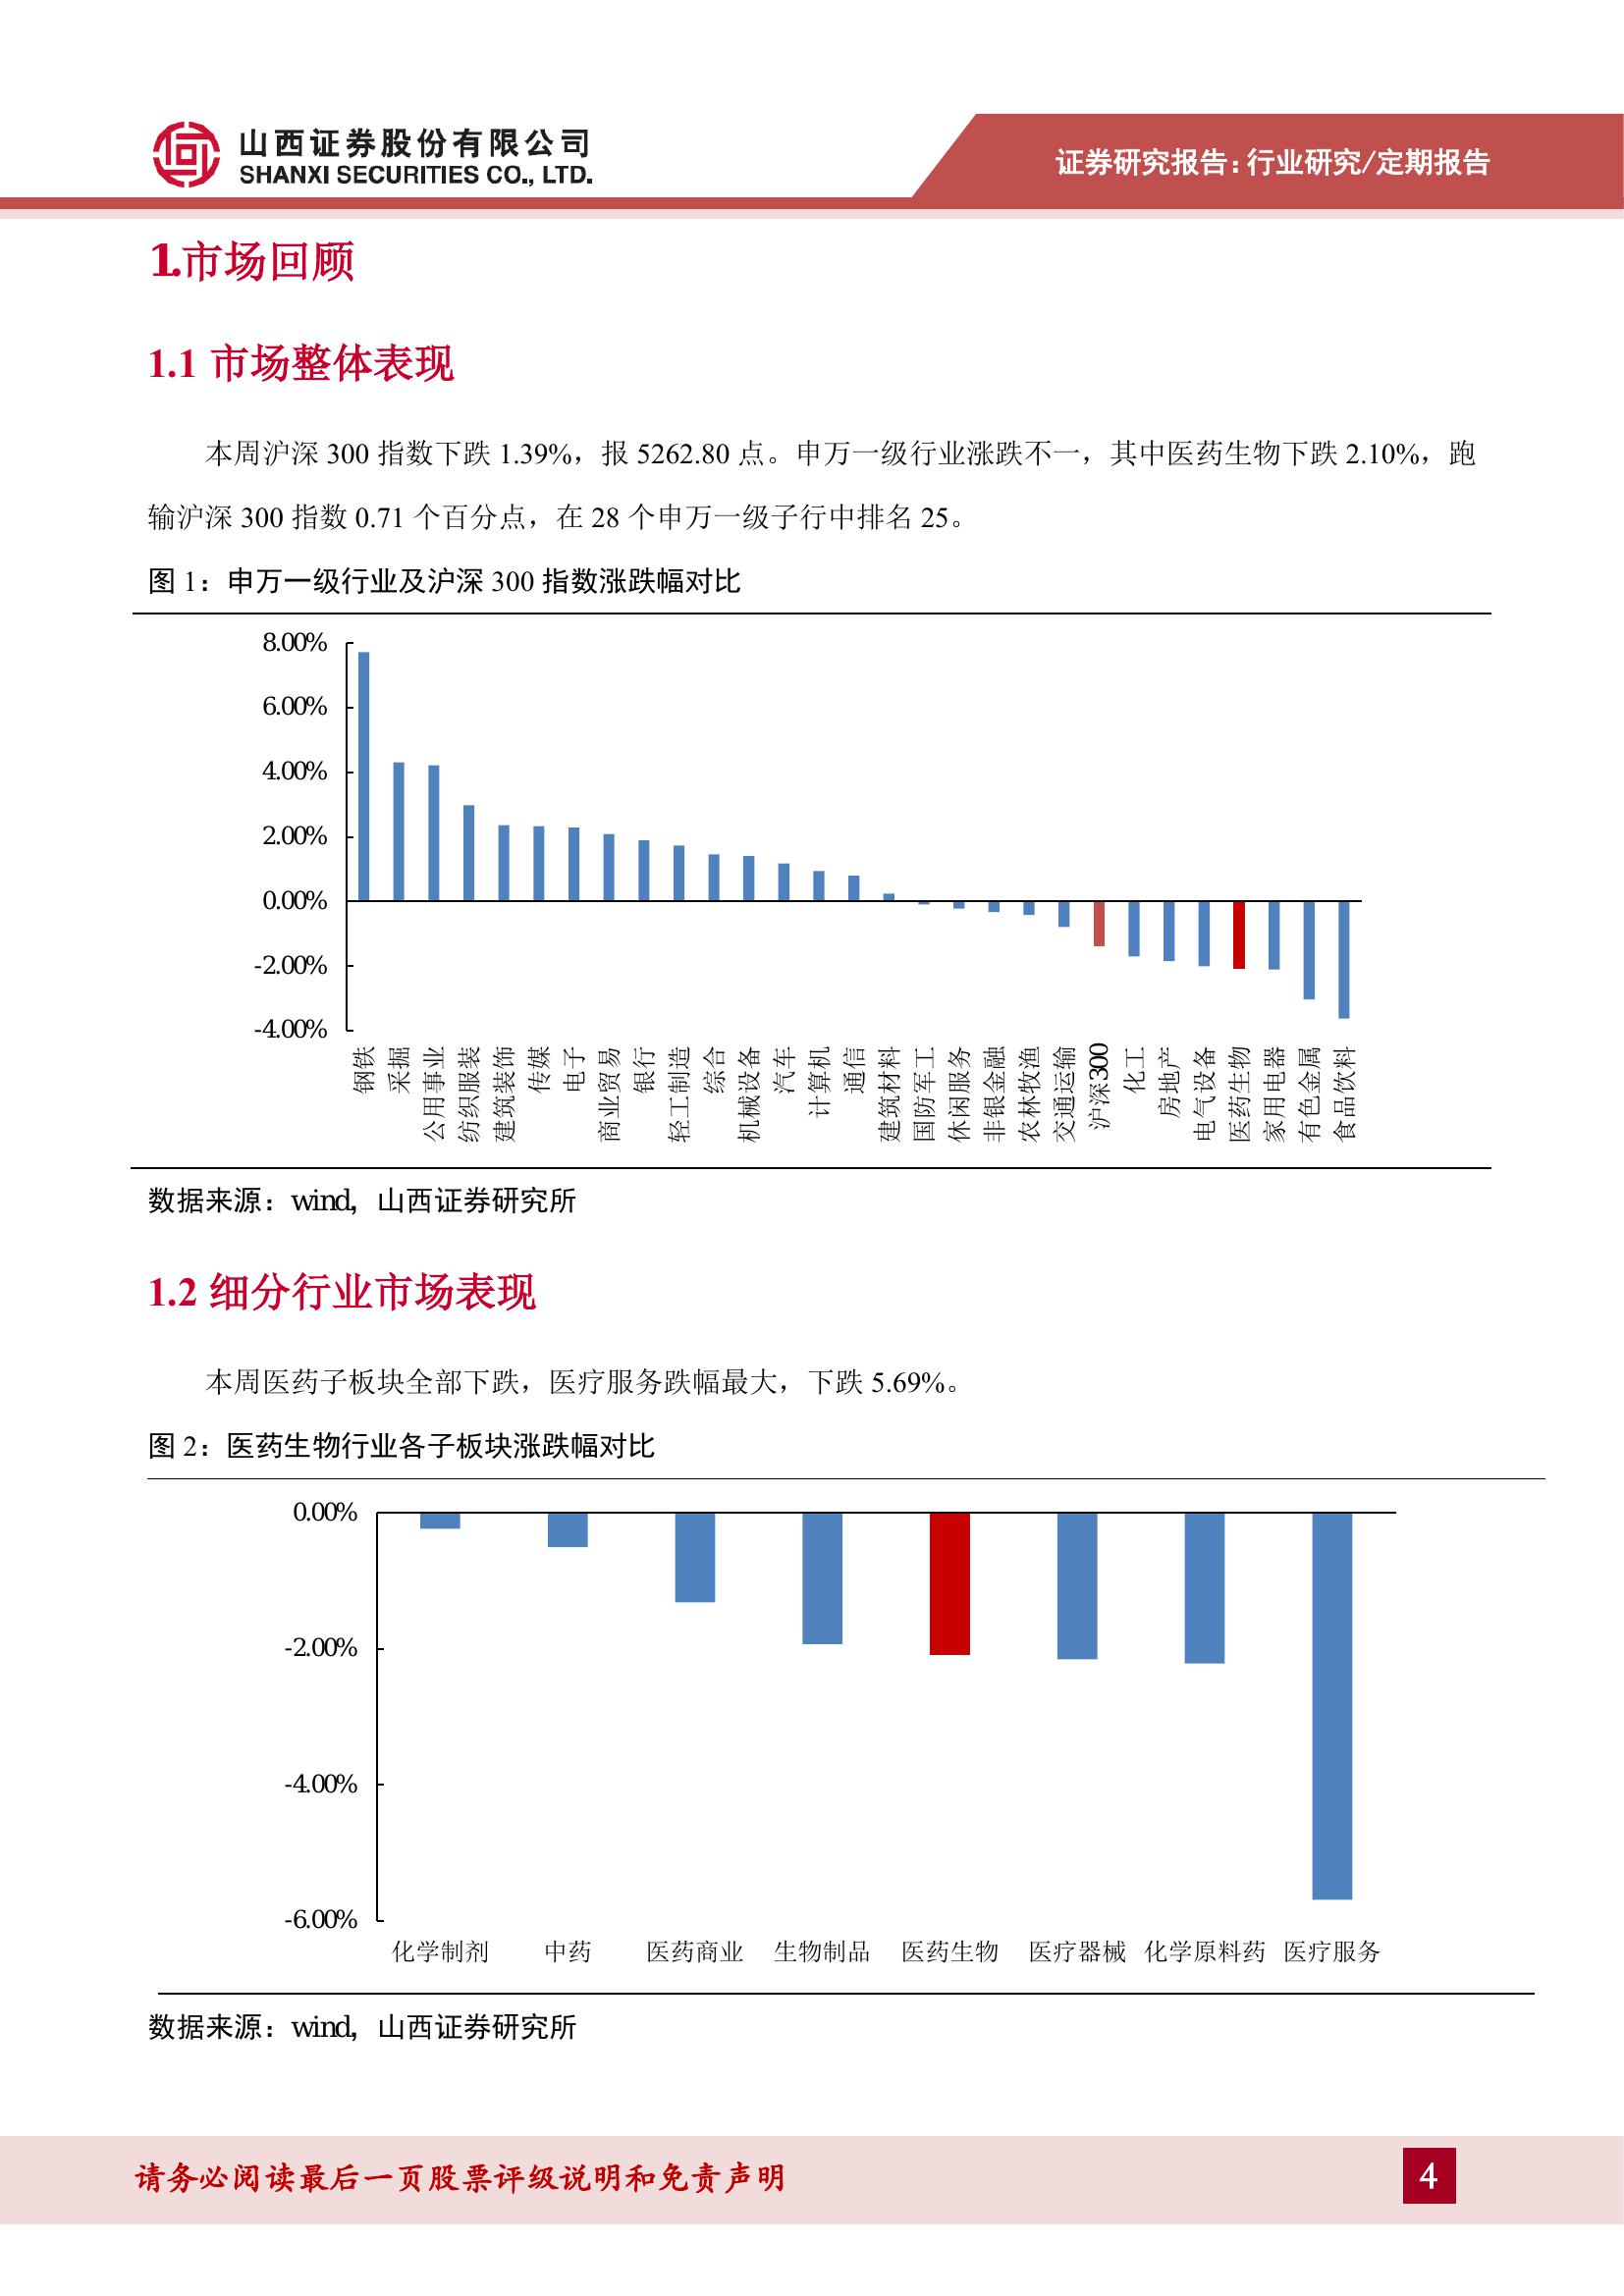 山西证券股份有限公司
SHANXI SECURITIES CO., LTD.
证券研究报告：行业研究/定期报告
1.市场回顾
1.1 市场整体表现
本周沪深 300 指数下跌 1.39%，报 5262.80 点。申万一级行业涨跌不一，其中医药生物下跌 2.10%，跑
输沪深 300 指数 0.71 个百分点，在 28 个申万一级子行中排名 25。
图 1：申万一级行业及沪深 300 指数涨跌幅对比
8.00%
6.00%
4.00%
2.00%
0.00%
-2.00%
-4.00%
钢铁
采掘
公用事业
纺织服装
建筑装饰
传媒
电子
商业贸易
银行
轻工制造
综合
机械设备
汽车
计算机
通信
建筑材料
国防军工
休闲服务
非银金融
农林牧渔
交通运输
沪深300
化工
房地产
电气设备
医药生物
家用电器
有色金属
食品饮料
数据来源：wind，山西证券研究所
1.2 细分行业市场表现
本周医药子板块全部下跌，医疗服务跌幅最大，下跌 5.69%。
图 2：医药生物行业各子板块涨跌幅对比
0.00%
-2.00%
-4.00%
-6.00%
化学制剂 中药 医药商业 生物制品 医药生物 医疗器械 化学原料药 医疗服务
数据来源：wind，山西证券研究所
请务必阅读最后一页股票评级说明和免责声明
4